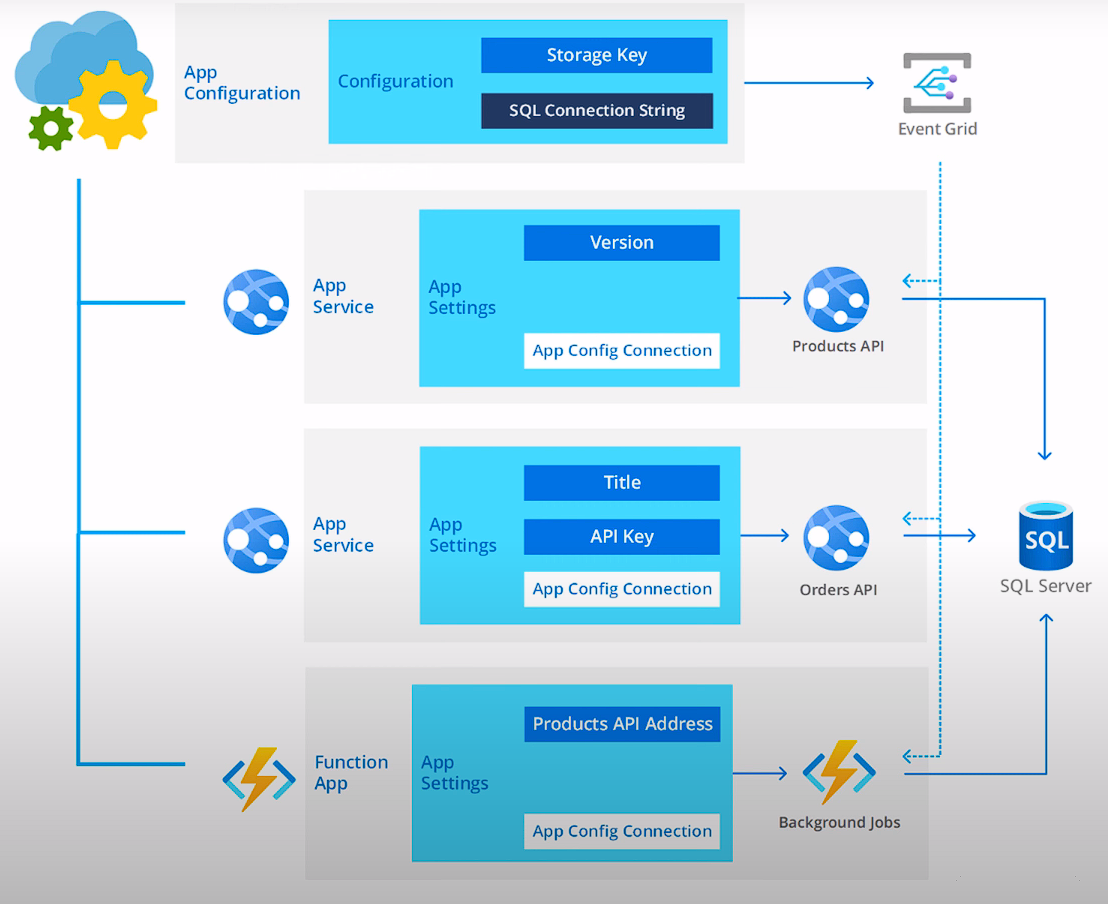 App
Configuration
Configuration
Storage Key
SQL Connection String
Event Grid
App
Service
App
Settings
Version
App Config Connection
Products API
App
Service
App
Settings
Title
API Key
App Config Connection
Orders API
SQL
SQL Server
Function
App
App
Settings
Products API Address
App Config Connection
Background Jobs